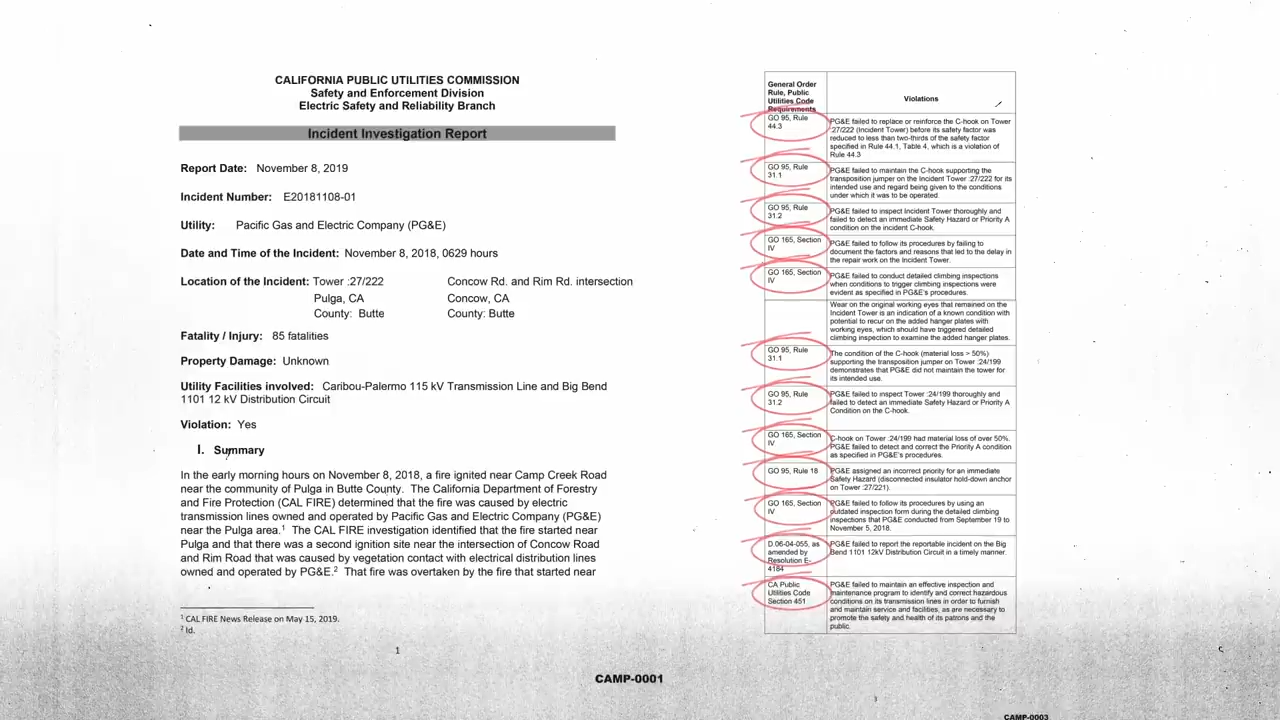 CALIFORNIA PUBLIC UTILITIES COMMISSION
Safety and Enforcement Division
Electric Safety and Reliability Branch
Incident Investigation Report
Report Date: November 8, 2019
Incident Number: E20181108-01
Utility: Pacific Gas and Electric Company (PG&E)
Date and Time of the Incident: November 8, 2018, 0629 hours
Location of the Incident: Tower :27/222 Concow Rd. and Rim Rd. intersection
Pulga, CA Concow, CA
County: Butte County: Butte
Fatality / Injury: 85 fatalities
Property Damage: Unknown
Utility Facilities involved: Caribou-Palermo 115 kV Transmission Line and Big Bend
1101 12 kV Distribution Circuit
Violation: Yes
I. Summary
In the early morning hours on November 8, 2018, a fire ignited near Camp Creek Road
near the community of Pulga in Butte County. The California Department of Forestry
and Fire Protection (CAL FIRE) determined that the fire was caused by electric
transmission lines owned and operated by Pacific Gas and Electric Company (PG&E)
near the Pulga area.1 The CAL FIRE investigation identified that the fire started near
Pulga and that there was a second ignition site near the intersection of Concow Road
and Rim Road that was caused by vegetation contact with electrical distribution lines
owned and operated by PG&E.2 That fire was overtaken by the fire that started near
1 CAL FIRE News Release on May 15, 2019.
2 Id.
1
CAMP-0001
General Order
Rule, Public
Utilities Code
Requirements
Violations
GO 95, Rule
44.3
PG&E failed to replace or reinforce the C-hook on Tower
:27/222 (Incident Tower) before its safety factor was
reduced to less than two-thirds of the safety factor
specified in Rule 44.1, Table 4, which is a violation of
Rule 44.3
GO 95, Rule
31.1
PG&E failed to maintain the C-hook supporting the
transposition jumper on the Incident Tower :27/222 for its
intended use and regard being given to the conditions
under which it was to be operated.
GO 95, Rule
31.2
PG&E failed to inspect Incident Tower thoroughly and
failed to detect an immediate Safety Hazard or Priority A
condition on the incident C-hook.
GO 165, Section
IV
PG&E failed to follow its procedures by failing to
document the factors and reasons that led to the delay in
the repair work on the Incident Tower.
GO 165, Section
IV
PG&E failed to conduct detailed climbing inspections
when conditions to trigger climbing inspections were
evident as specified in PG&E's procedures.
Wear on the original working eyes that remained on the
Incident Tower is an indication of a known condition with
potential to recur on the added hanger plates with
working eyes, which should have triggered detailed
climbing inspection to examine the added hanger plates.
GO 95, Rule
31.1
The condition of the C-hook (material loss > 50%)
supporting the transposition jumper on Tower :24/199
demonstrates that PG&E did not maintain the tower for
its intended use.
GO 95, Rule
31.2
PG&E failed to inspect Tower :24/199 thoroughly and
failed to detect an immediate Safety Hazard or Priority A
Condition on the C-hook.
GO 165, Section
IV
C-hook on Tower :24/199 had material loss of over 50%.
PG&E failed to detect and correct the Priority A condition
as specified in PG&E's procedures.
GO 95, Rule 18
PG&E assigned an incorrect priority for an immediate
Safety Hazard (disconnected insulator hold-down anchor
on Tower :27/221).
GO 165, Section
IV
PG&E failed to follow its procedures by using an
outdated inspection form during the detailed climbing
inspections that PG&E conducted from September 19 to
November 5, 2018.
D.06-04-055, as
amended by
Resolution E-
4184
PG&E failed to report the reportable incident on the Big
Bend 1101 12kV Distribution Circuit in a timely manner.
CA Public
Utilities Code
Section 451
PG&E failed to maintain an effective inspection and
maintenance program to identify and correct hazardous
conditions on its transmission lines in order to furnish
and maintain service and facilities, as are necessary to
promote the safety and health of its patrons and the
public.
3
CAMP-0003